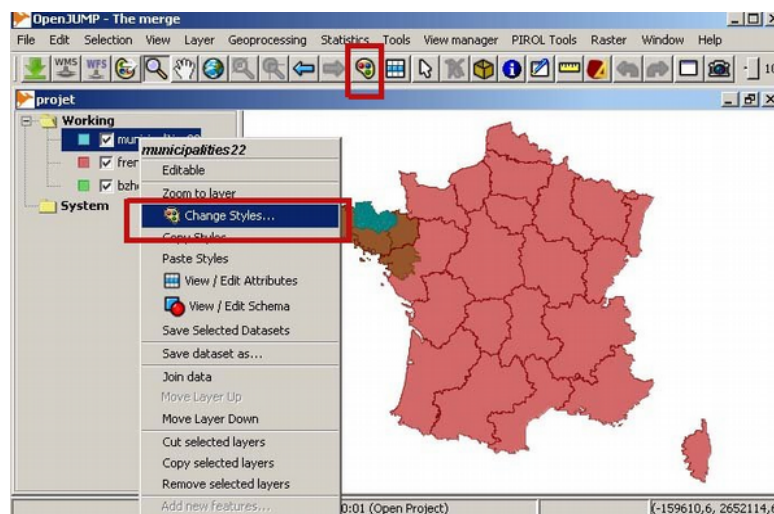 OpenJUMP - The merge
File Edit Selection View Layer Geoprocessing Statistics Tools View manager PIROL Tools Raster Window Help
WMS WFS
projet
Working
municipalities22
Editable
Zoom to layer
System
Change Styles...
Copy Styles
Paste Styles
View / Edit Attributes
View / Edit Schema
Save Selected Datasets
Save dataset as...
Join data
Move Layer Up
Move Layer Down
Cut selected layers
Copy selected layers
Remove selected layers
Add new features...
0:01 (Open Project)